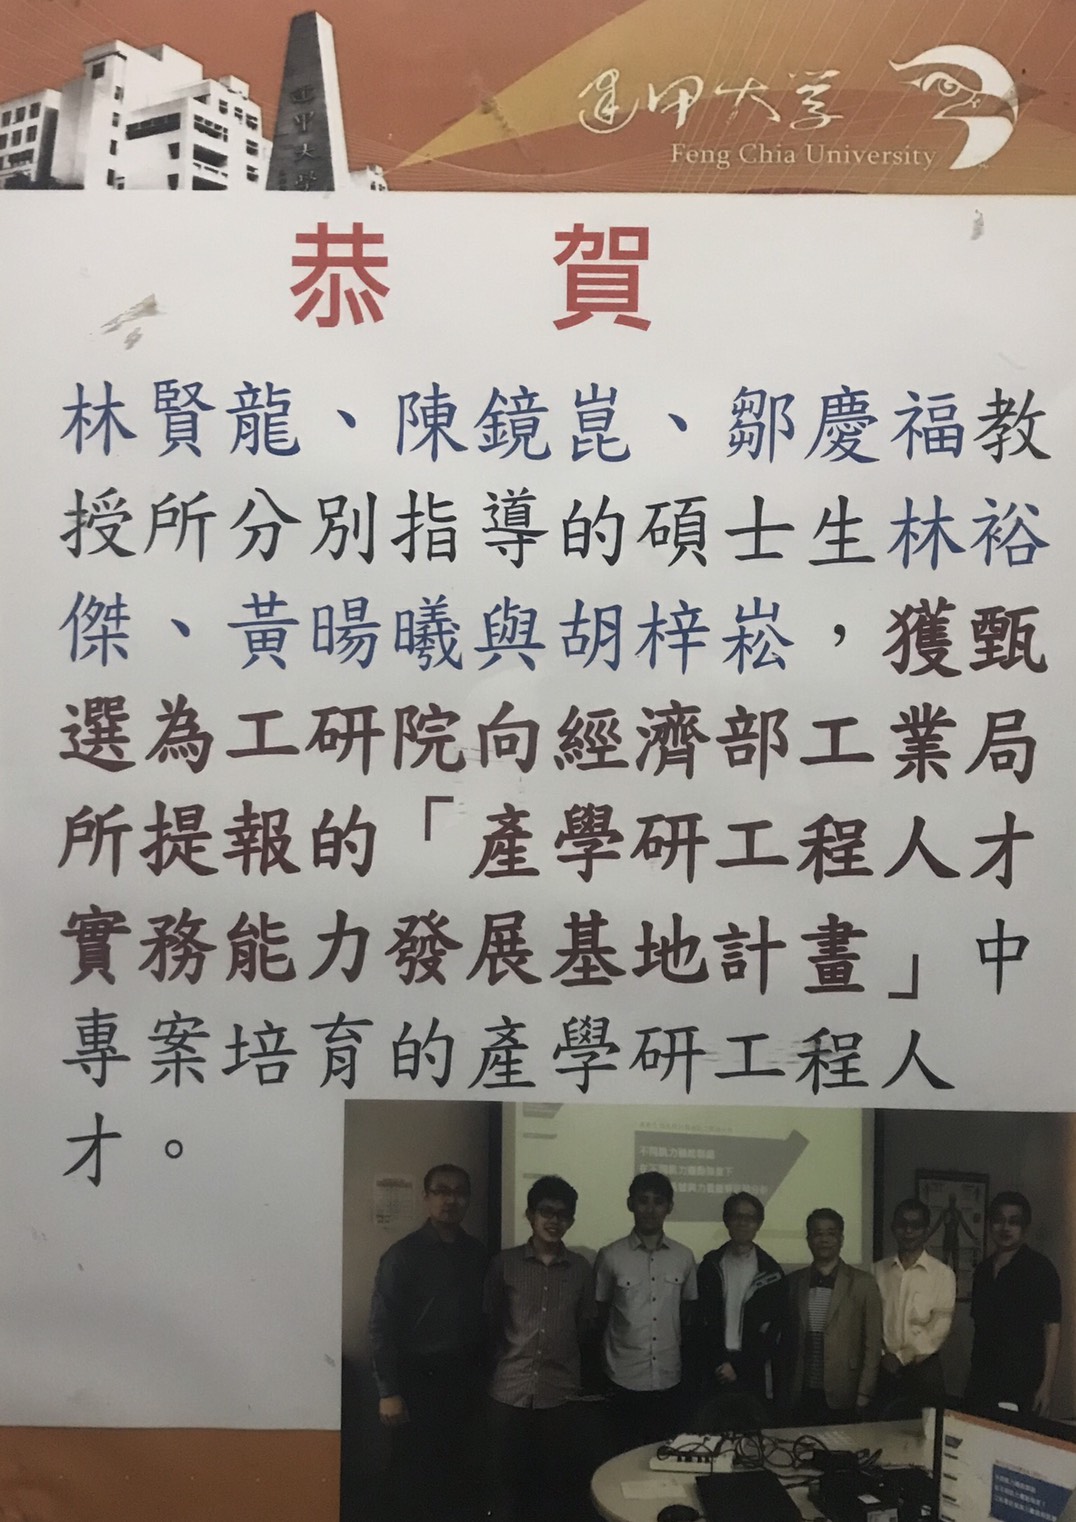 逢甲大學
逢甲大学
Feng Chia University
恭賀
林賢龍、陳鏡崑、鄒慶福教
授所分別指導的碩士生林裕
傑、黃暘曦與胡梓崧,獲甄
選為工研院向經濟部工業局
所提報的「產學研工程人才
實務能力發展基地計畫」中
專案培育的產學研工程人
才。